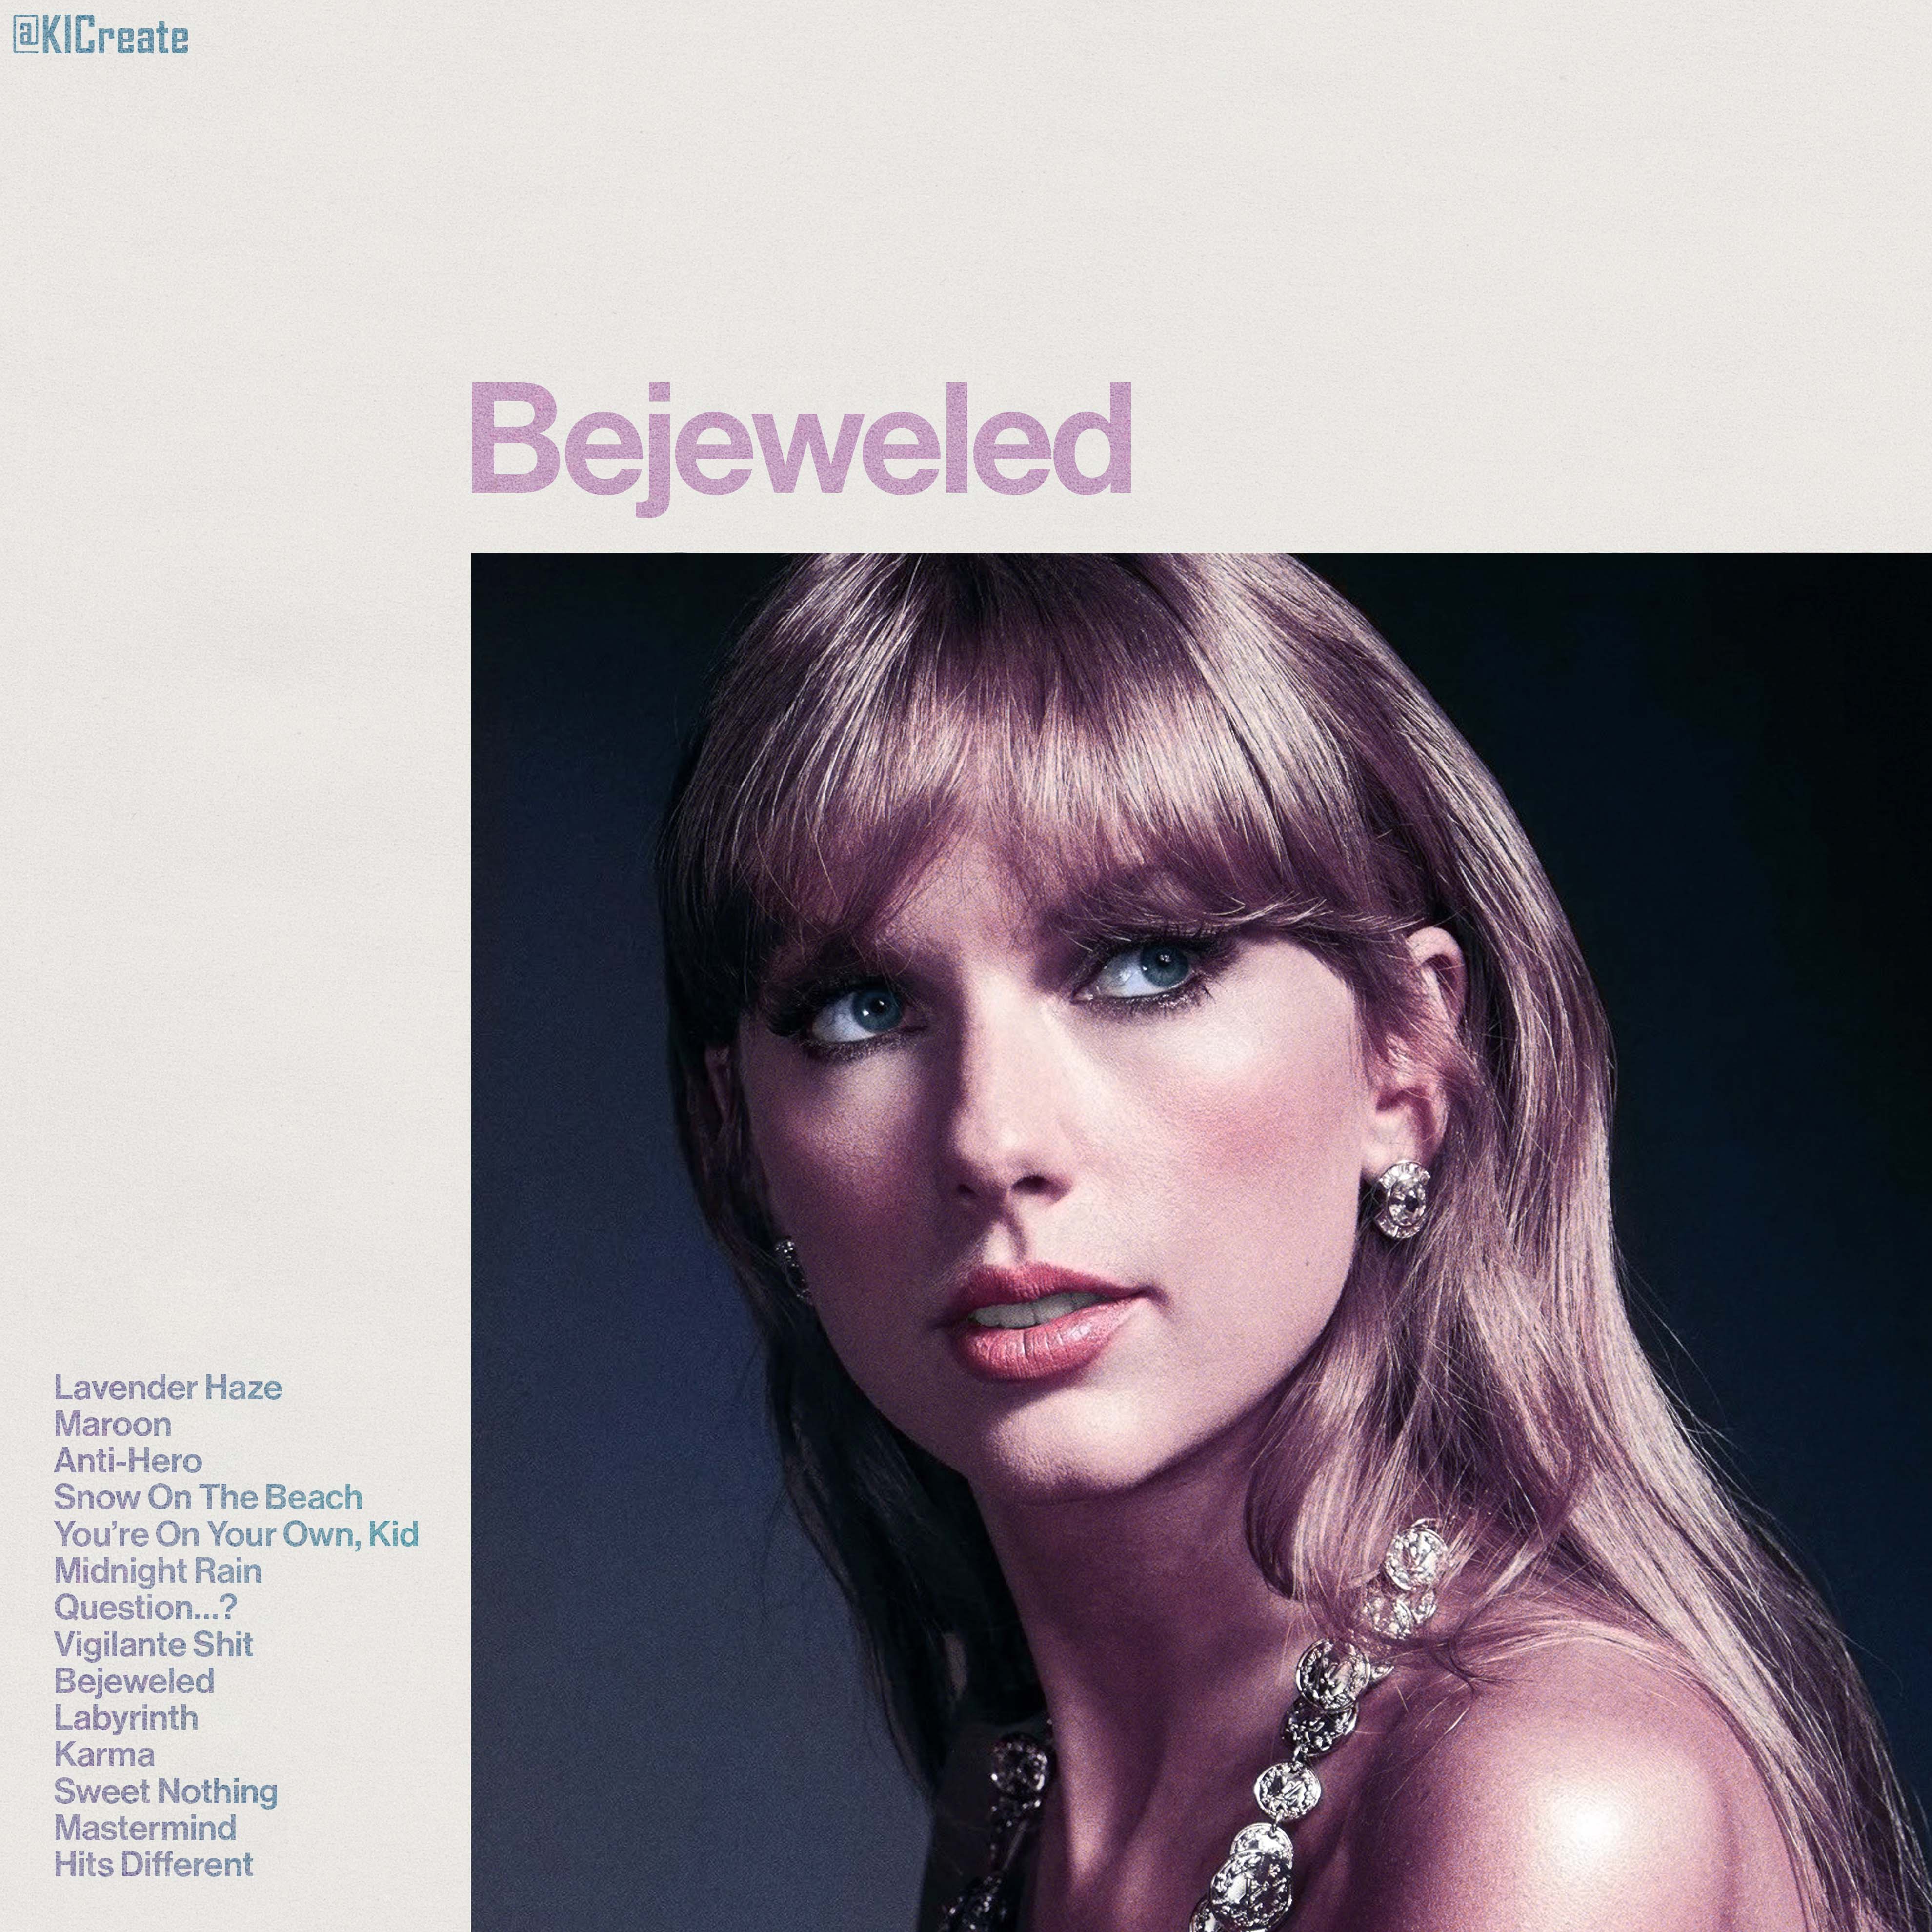 @KICreate
Bejeweled
Lavender Haze
Maroon
Anti-Hero
Snow On The Beach
You’re On Your Own, Kid
Midnight Rain
Question...?
Vigilante Shit
Bejeweled
Labyrinth
Karma
Sweet Nothing
Mastermind
Hits Different